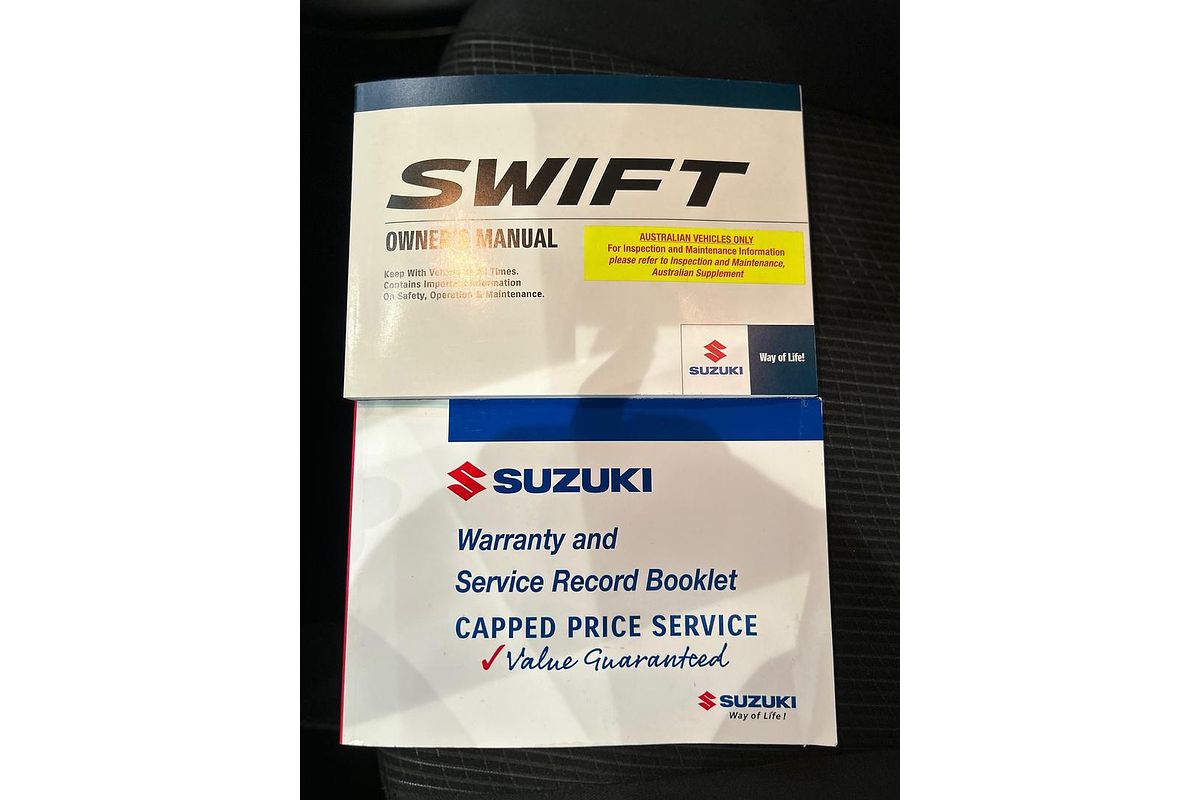 SWIFT
OWNER'S MANUAL
Keep With Vehicle At All Times.
Contains Important Information
On Safety, Operation & Maintenance.
AUSTRALIAN VEHICLES ONLY
For Inspection and Maintenance Information
please refer to Inspection and Maintenance,
Australian Supplement
SUZUKI
Way of Life!
SUZUKI
Warranty and
Service Record Booklet
CAPPED PRICE SERVICE
Value Guaranteed
SUZUKI
Way of Life!